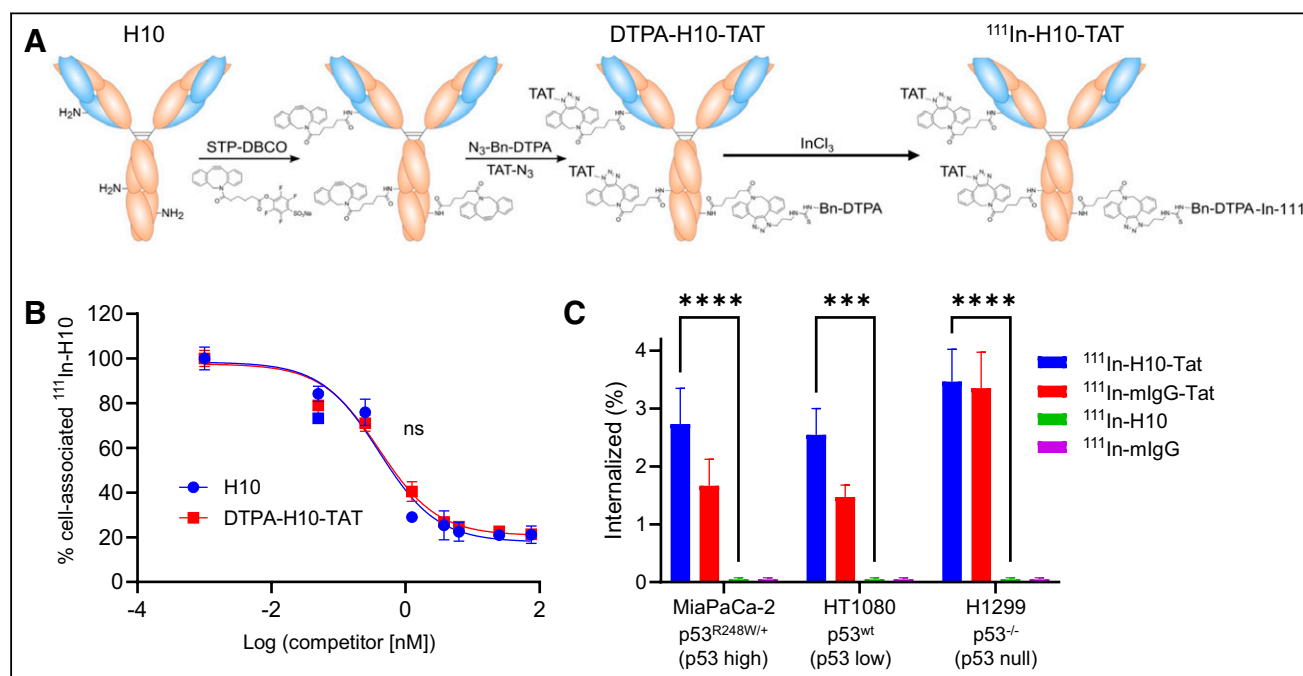 A
H10
DTPA-H10-TAT
¹¹¹In-H10-TAT
H₂N
H₂N
NH₂
STP-DBCO
N₃-Bn-DTPA
TAT-N₃
InCl₃
TAT
TAT
Bn-DTPA
TAT
TAT
Bn-DTPA-In-111
B
% cell-associated ¹¹¹In-H10
120
100
80
60
40
20
0
ns
H10
DTPA-H10-TAT
-4
-2
0
2
Log (competitor [nM])
C
Internalized (%)
4
3
2
1
0
****
***
****
¹¹¹In-H10-Tat
¹¹¹In-mIgG-Tat
¹¹¹In-H10
¹¹¹In-mIgG
MiaPaCa-2
p53ᴿ²⁴⁸ᵂ/⁺
(p53 high)
HT1080
p53ʷᵗ
(p53 low)
H1299
p53⁻/⁻
(p53 null)